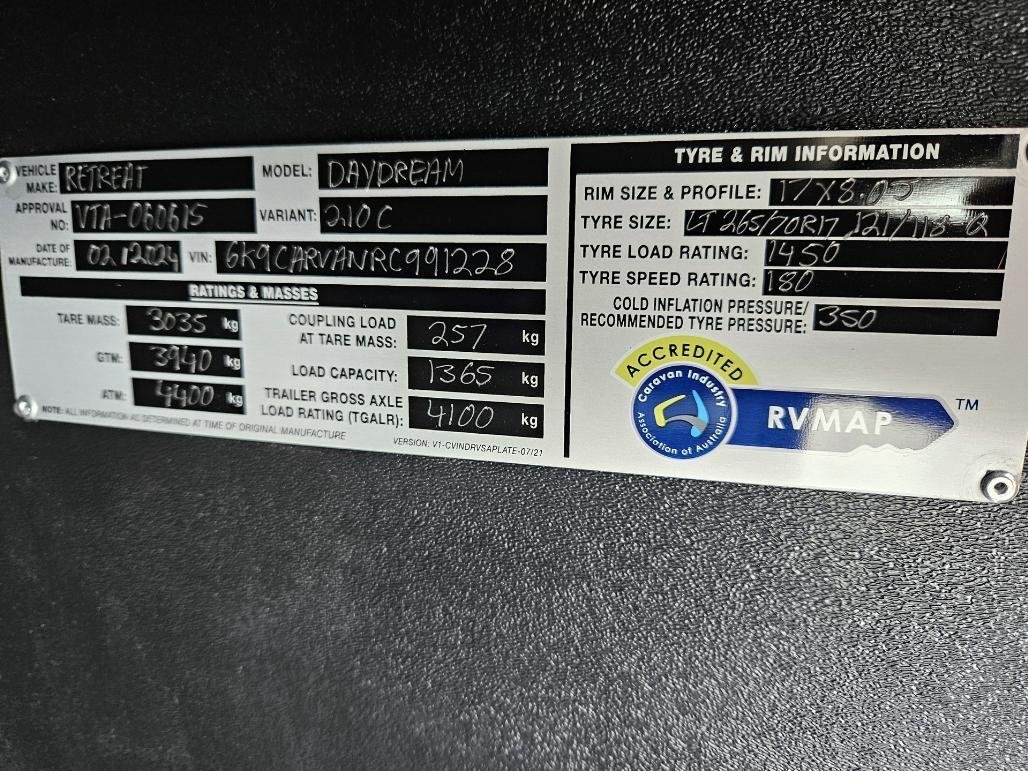 VEHICLE MAKE: RETREAT MODEL: DAYDREAM
APPROVAL NO: VTA-060615 VARIANT: 210C
DATE OF MANUFACTURE: 02/2024 VIN: 6K9CARVANRC991228
RATINGS & MASSES
TARE MASS: 3035 kg COUPLING LOAD AT TARE MASS: 257 kg
GTM: 3940 kg LOAD CAPACITY: 1365 kg
ATM: 4400 kg TRAILER GROSS AXLE LOAD RATING (TGALR): 4100 kg
NOTE: ALL INFORMATION AS DETERMINED AT TIME OF ORIGINAL MANUFACTURE
VERSION: V1-CVINDRVSAPLATE-07/21
TYRE & RIM INFORMATION
RIM SIZE & PROFILE: 17X8.0J
TYRE SIZE: LT 265/70R17 121/118 Q
TYRE LOAD RATING: 1450
TYRE SPEED RATING: 180
COLD INFLATION PRESSURE/
RECOMMENDED TYRE PRESSURE: 350
ACCREDITED
Caravan Industry
Association of Australia
RVMAP™